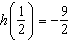 h(1/2) = −9/2